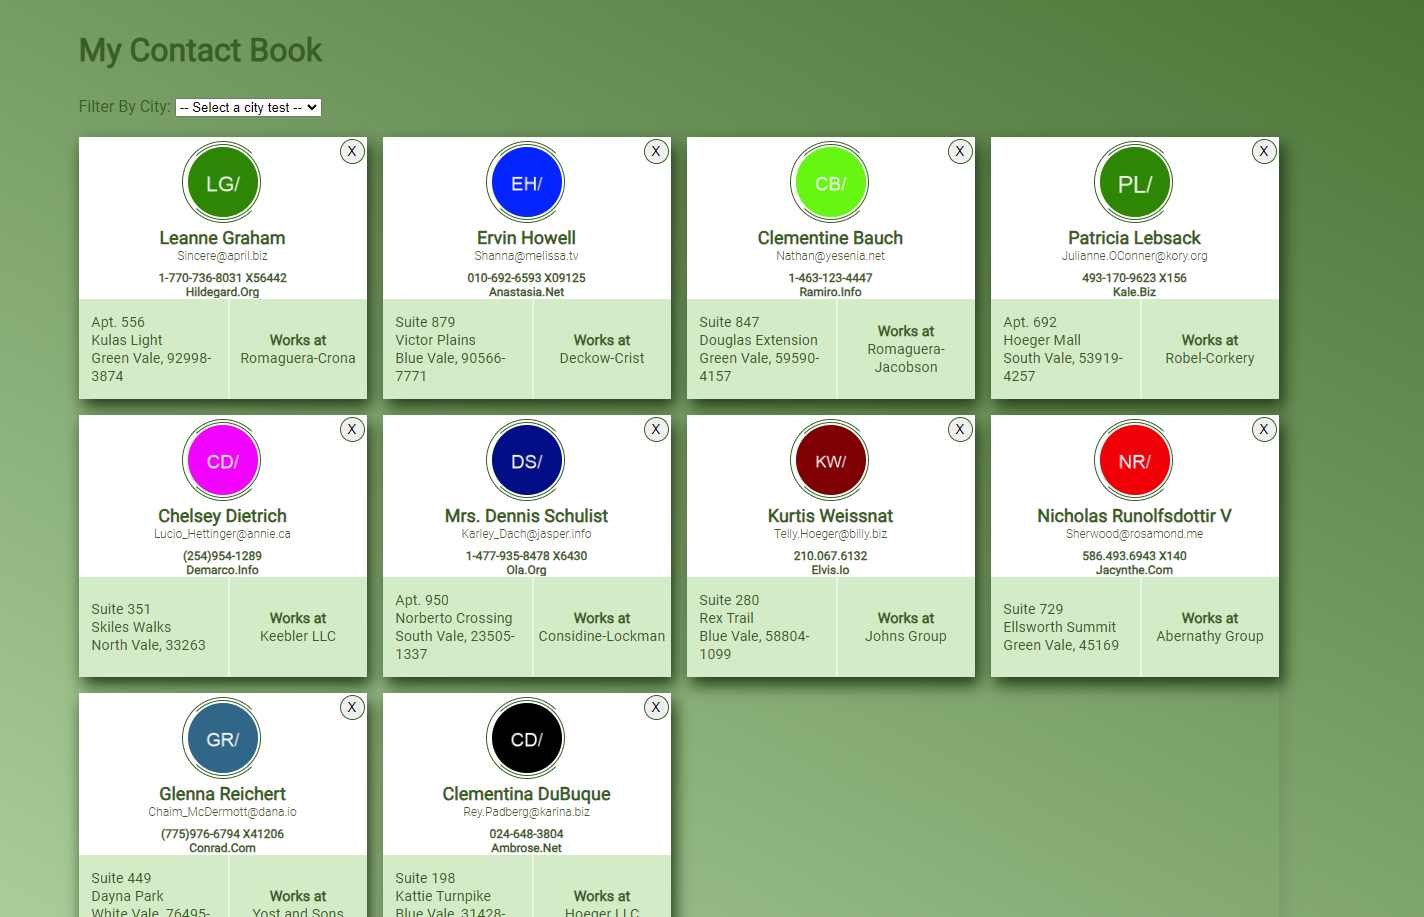 My Contact Book
Filter By City: -- Select a city test --
X
LG/
Leanne Graham
Sincere@april.biz
1-770-736-8031 X56442
Hildegard.Org
Apt. 556
Kulas Light
Green Vale, 92998-
3874
Works at
Romaguera-Crona
X
EH/
Ervin Howell
Shanna@melissa.tv
010-692-6593 X09125
Anastasia.Net
Suite 879
Victor Plains
Blue Vale, 90566-
7771
Works at
Deckow-Crist
X
CB/
Clementine Bauch
Nathan@yesenia.net
1-463-123-4447
Ramiro.Info
Suite 847
Douglas Extension
Green Vale, 59590-
4157
Works at
Romaguera-
Jacobson
X
PL/
Patricia Lebsack
Julianne.OConner@kory.org
493-170-9623 X156
Kale.Biz
Apt. 692
Hoeger Mall
South Vale, 53919-
4257
Works at
Robel-Corkery
X
CD/
Chelsey Dietrich
Lucio_Hettinger@annie.ca
(254)954-1289
Demarco.Info
Suite 351
Skiles Walks
North Vale, 33263
Works at
Keebler LLC
X
DS/
Mrs. Dennis Schulist
Karley_Dach@jasper.info
1-477-935-8478 X6430
Ola.Org
Apt. 950
Norberto Crossing
South Vale, 23505-
1337
Works at
Considine-Lockman
X
KW/
Kurtis Weissnat
Telly.Hoeger@billy.biz
210.067.6132
Elvis.Io
Suite 280
Rex Trail
Blue Vale, 58804-
1099
Works at
Johns Group
X
NR/
Nicholas Runolfsdottir V
Sherwood@rosamond.me
586.493.6943 X140
Jacynthe.Com
Suite 729
Ellsworth Summit
Green Vale, 45169
Works at
Abernathy Group
X
GR/
Glenna Reichert
Chaim_McDermott@dana.io
(775)976-6794 X41206
Conrad.Com
Suite 449
Dayna Park
White Vale, 76495-
Works at
Yost and Sons
X
CD/
Clementina DuBuque
Rey.Padberg@karina.biz
024-648-3804
Ambrose.Net
Suite 198
Kattie Turnpike
Blue Vale, 31428-
Works at
Hoeger LLC